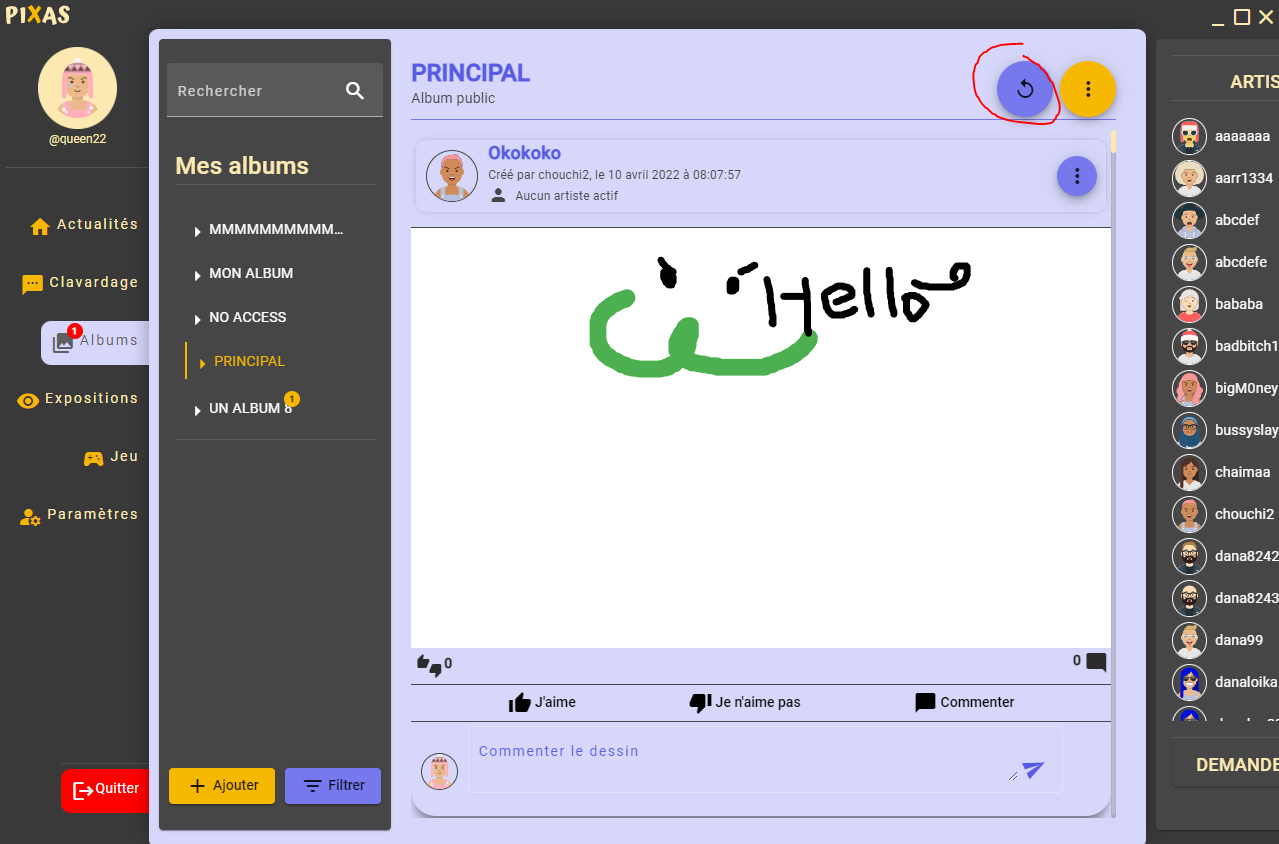 PIXAS
@queen22
Actualités
Clavardage
1
Albums
Expositions
Jeu
Paramètres
Quitter
Rechercher
Mes albums
MMMMMMMMMM...
MON ALBUM
NO ACCESS
PRINCIPAL
UN ALBUM 8
1
Ajouter
Filtrer
PRINCIPAL
Album public
Okokoko
Créé par chouchi2, le 10 avril 2022 à 08:07:57
Aucun artiste actif
Hello
0
0
J'aime
Je n'aime pas
Commenter
Commenter le dessin
ARTIS
aaaaaaa
aarr1334
abcdef
abcdefe
bababa
badbitch1
bigM0ney
bussyslay
chaimaa
chouchi2
dana8242
dana8243
dana99
danaloika
DEMANDE